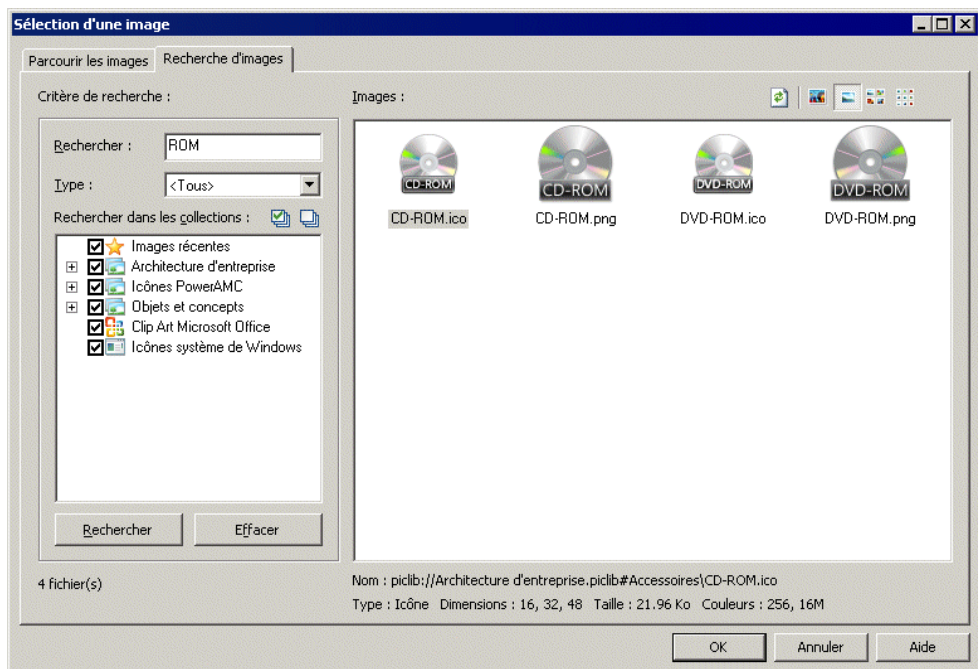 Sélection d'une image
Parcourir les images
Recherche d'images
Critère de recherche :
Rechercher :
ROM
Type :
<Tous>
Rechercher dans les collections :
Images récentes
Architecture d'entreprise
Icônes PowerAMC
Objets et concepts
Clip Art Microsoft Office
Icônes système de Windows
Rechercher
Effacer
4 fichier(s)
Images :
CD-ROM
CD-ROM
DVD-ROM
DVD-ROM
CD-ROM.ico
CD-ROM.png
DVD-ROM.ico
DVD-ROM.png
Nom : piclib://Architecture d'entreprise.piclib#Accessoires\CD-ROM.ico
Type : Icône Dimensions : 16, 32, 48 Taille : 21.96 Ko Couleurs : 256, 16M
OK
Annuler
Aide